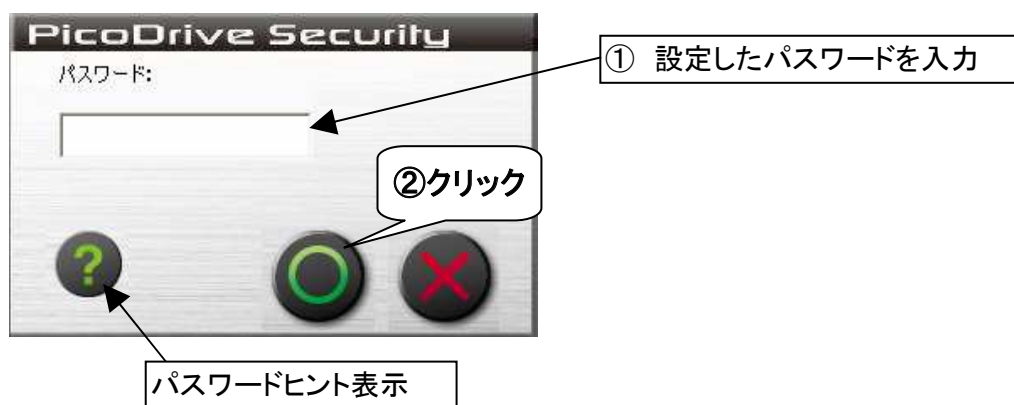 PicoDrive Security
パスワード:
① 設定したパスワードを入力
②クリック
?
パスワードヒント表示